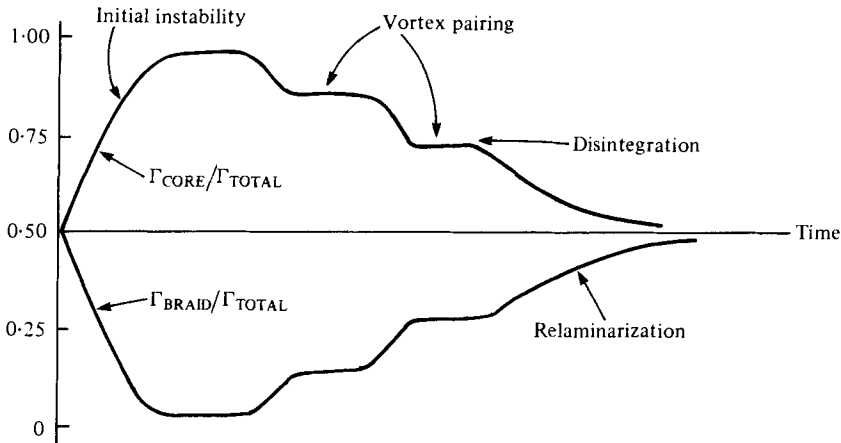 Initial instability
Vortex pairing
1·00
0·75
Disintegration
ΓCORE/ΓTOTAL
0·50
Time
ΓBRAID/ΓTOTAL
0·25
Relaminarization
0